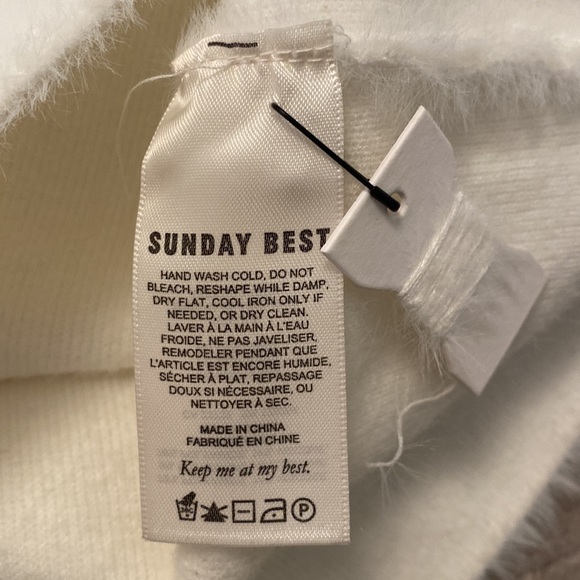 SUNDAY BEST
HAND WASH COLD, DO NOT
BLEACH, RESHAPE WHILE DAMP,
DRY FLAT, COOL IRON ONLY IF
NEEDED, OR DRY CLEAN.
LAVER À LA MAIN À L'EAU
FROIDE, NE PAS JAVELISER,
REMODELER PENDANT QUE
L'ARTICLE EST ENCORE HUMIDE,
SÉCHER À PLAT, REPASSAGE
DOUX SI NÉCESSAIRE, OU
NETTOYER À SEC.
MADE IN CHINA
FABRIQUÉ EN CHINE
Keep me at my best.
P